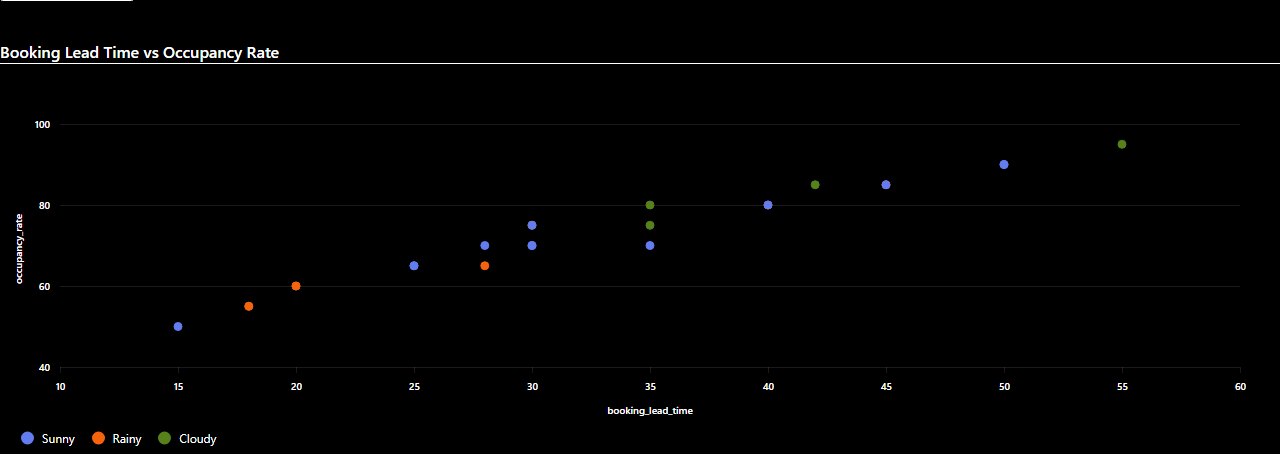 Booking Lead Time vs Occupancy Rate
100
80
60
40
occupancy_rate
10 15 20 25 30 35 40 45 50 55 60
booking_lead_time
Sunny Rainy Cloudy